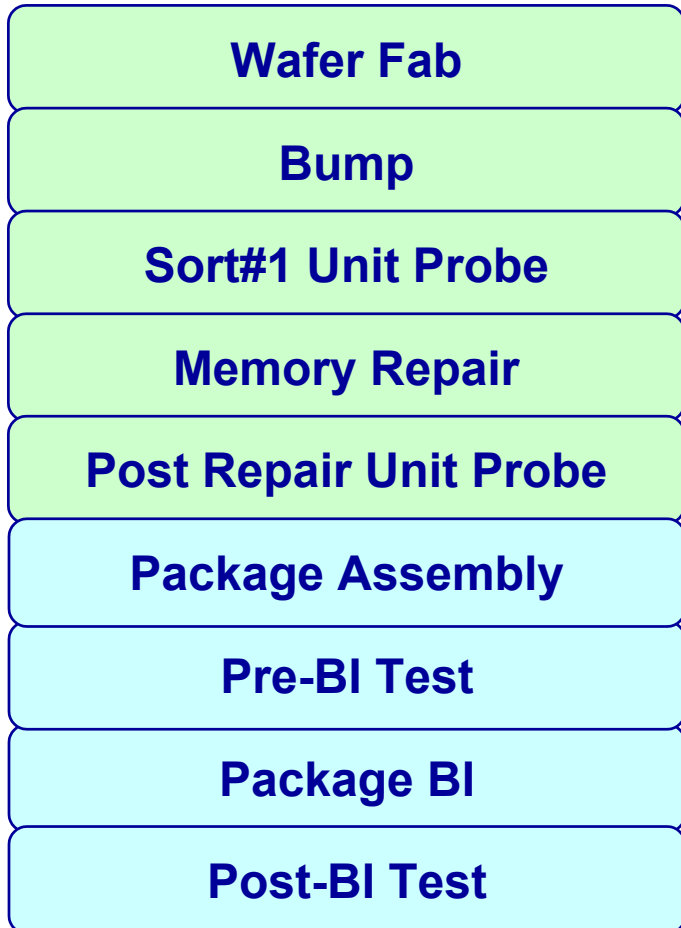 Wafer Fab
Bump
Sort#1 Unit Probe
Memory Repair
Post Repair Unit Probe
Package Assembly
Pre-BI Test
Package BI
Post-BI Test